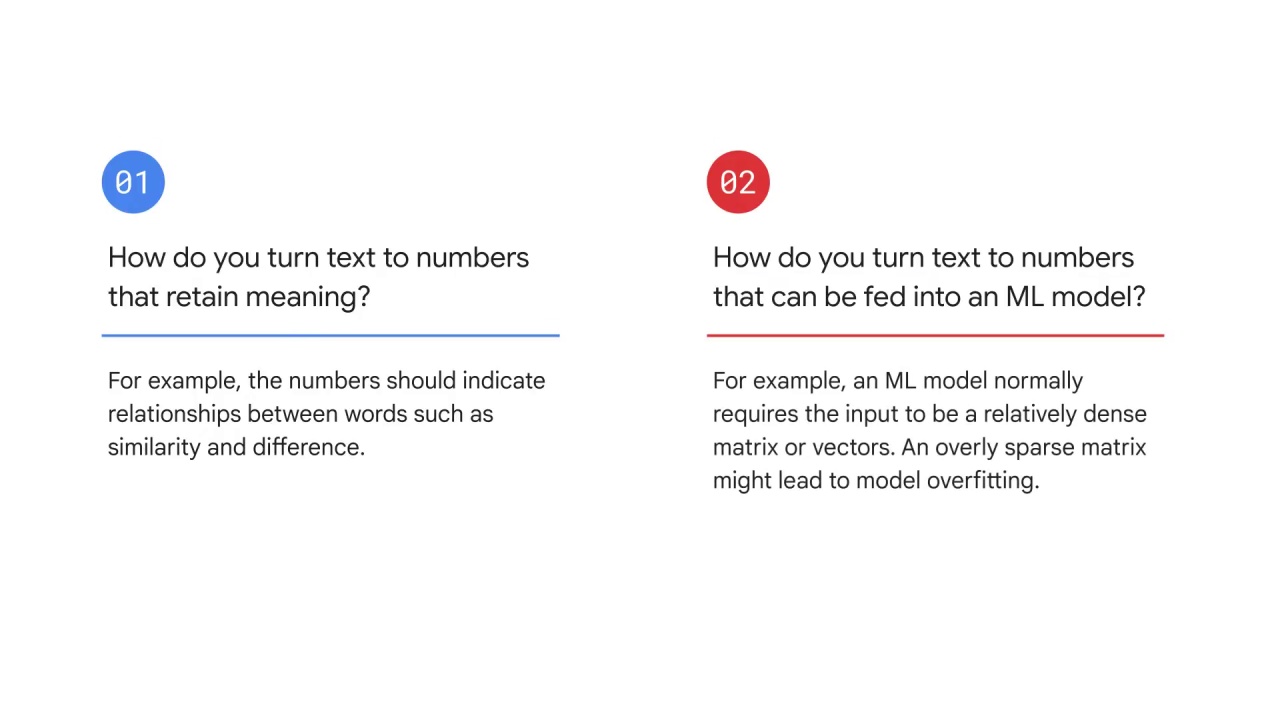 01
How do you turn text to numbers
that retain meaning?
For example, the numbers should indicate
relationships between words such as
similarity and difference.
02
How do you turn text to numbers
that can be fed into an ML model?
For example, an ML model normally
requires the input to be a relatively dense
matrix or vectors. An overly sparse matrix
might lead to model overfitting.